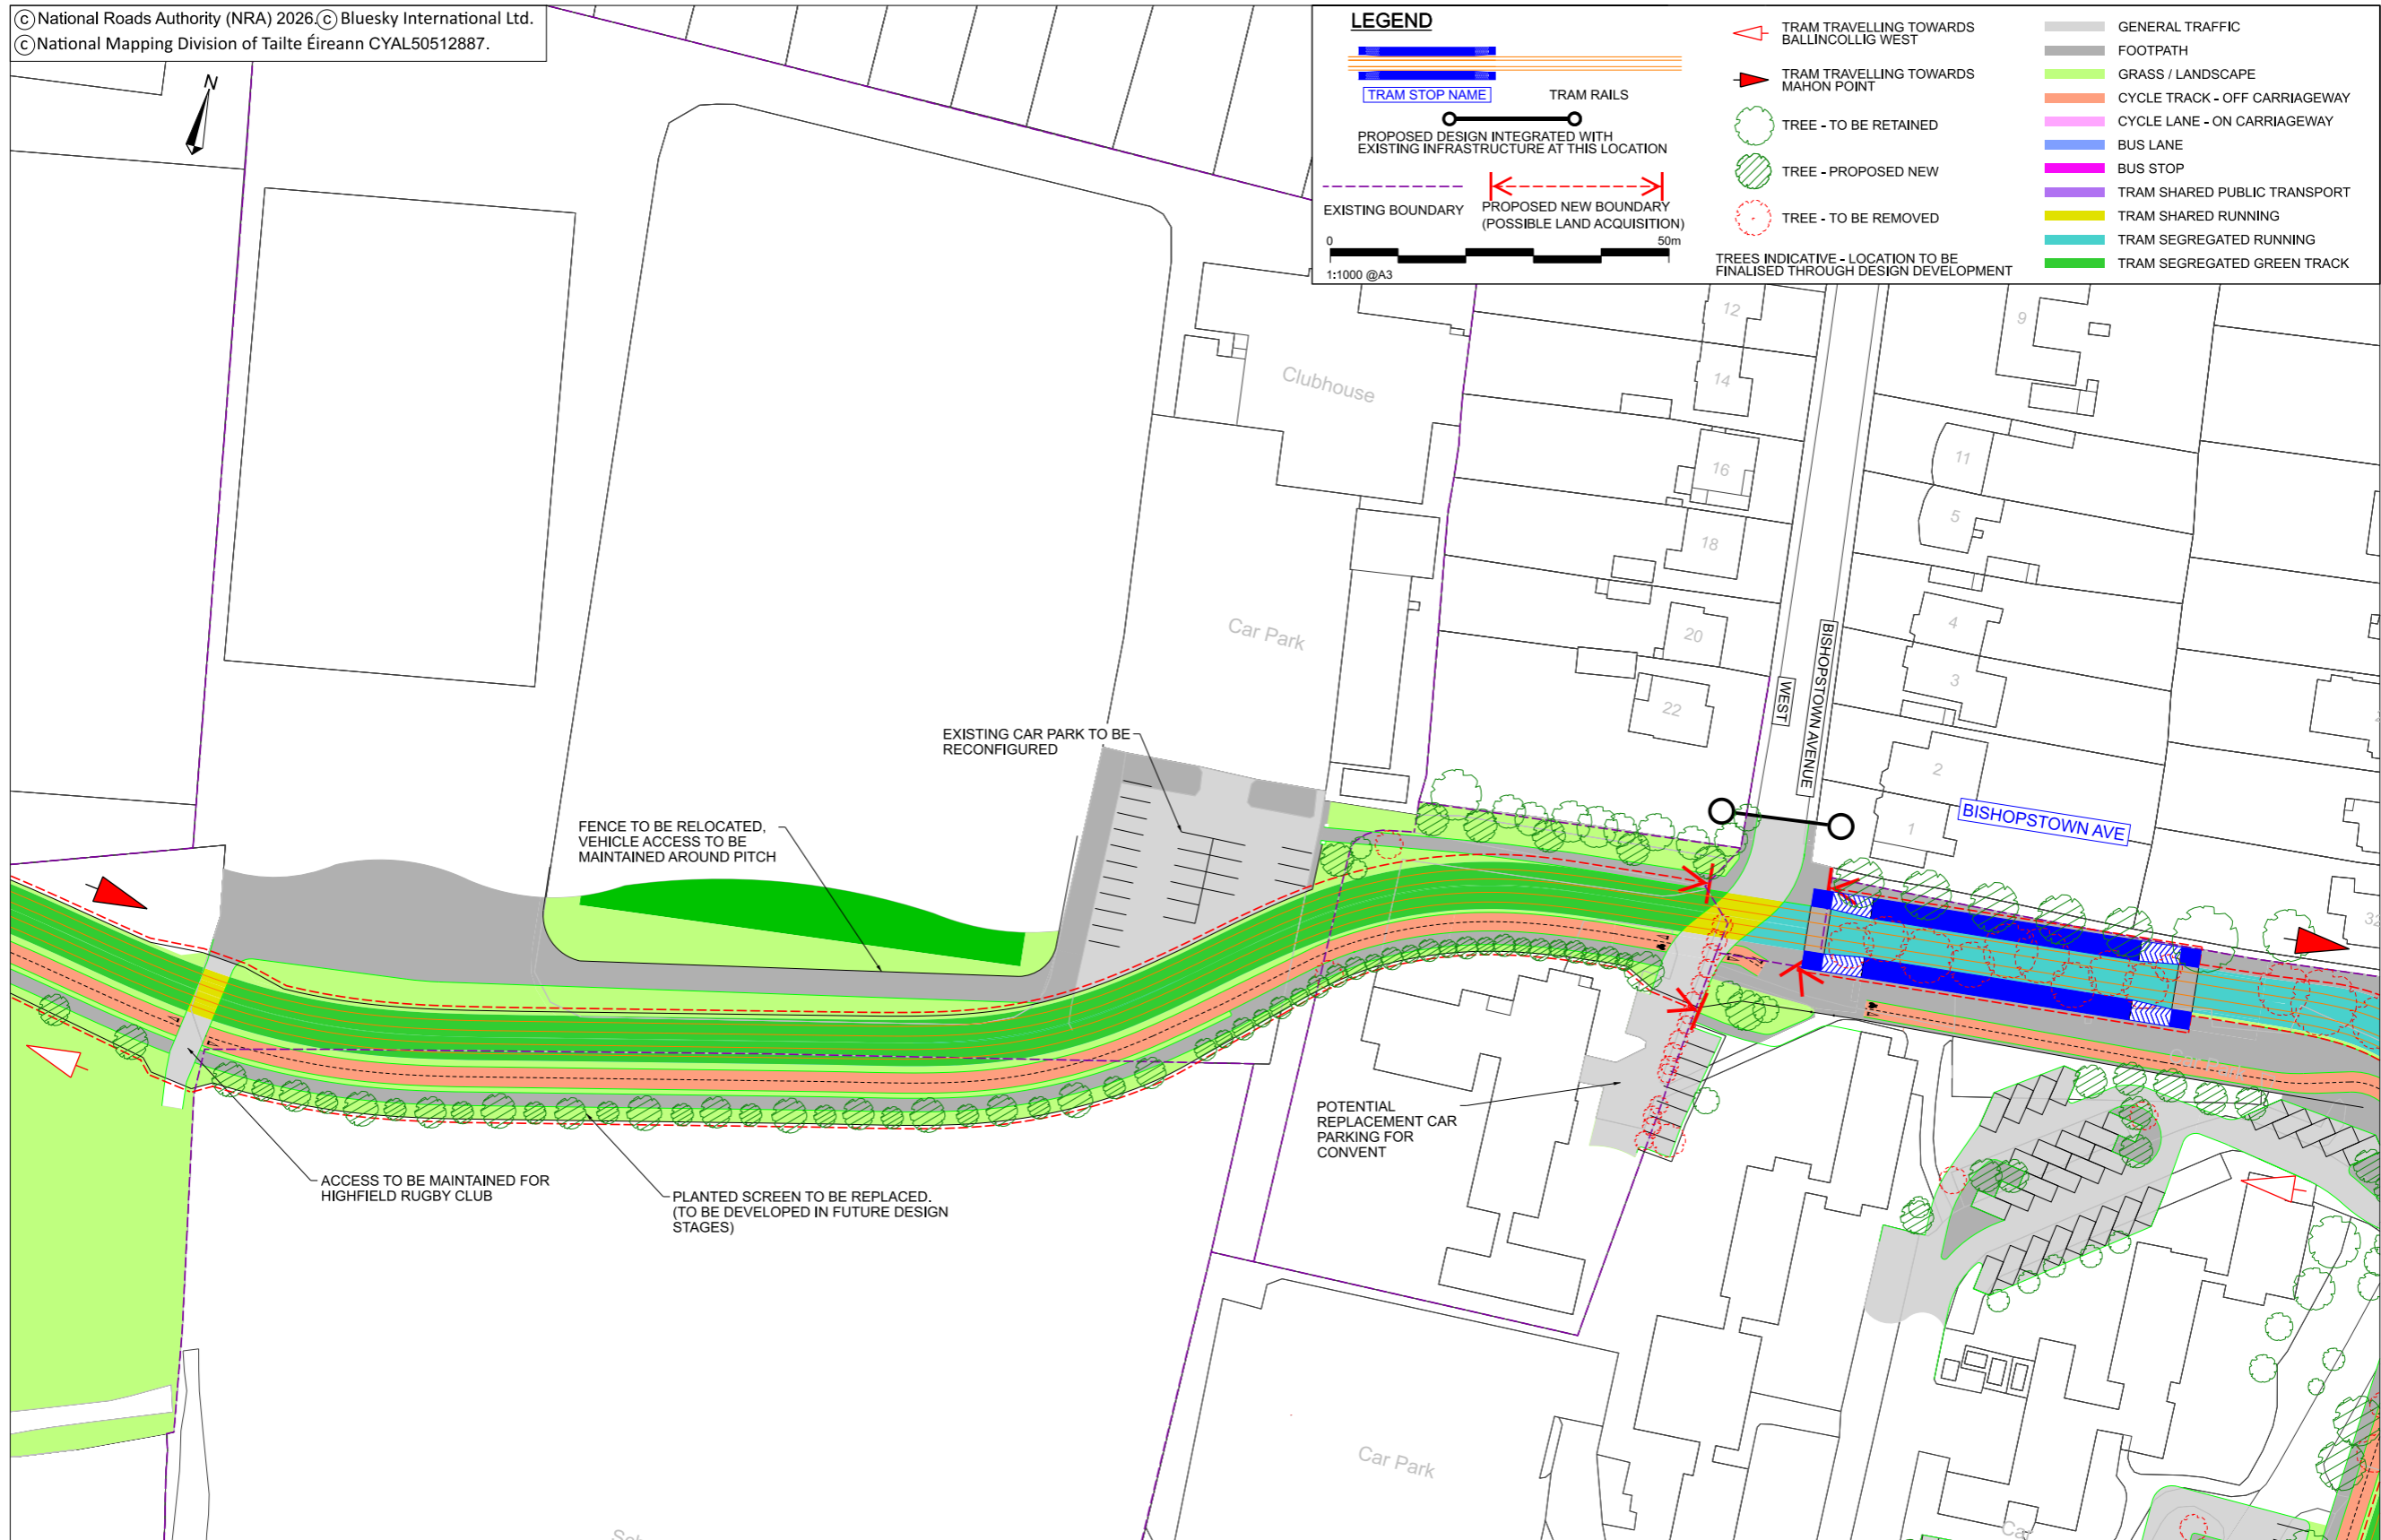 © National Roads Authority (NRA) 2026. © Bluesky International Ltd.
© National Mapping Division of Tailte Éireann CYAL50512887.
N
LEGEND
TRAM STOP NAME
TRAM RAILS
PROPOSED DESIGN INTEGRATED WITH
EXISTING INFRASTRUCTURE AT THIS LOCATION
EXISTING BOUNDARY
PROPOSED NEW BOUNDARY
(POSSIBLE LAND ACQUISITION)
0
50m
1:1000 @A3
TRAM TRAVELLING TOWARDS
BALLINCOLLIG WEST
TRAM TRAVELLING TOWARDS
MAHON POINT
TREE - TO BE RETAINED
TREE - PROPOSED NEW
TREE - TO BE REMOVED
TREES INDICATIVE - LOCATION TO BE
FINALISED THROUGH DESIGN DEVELOPMENT
GENERAL TRAFFIC
FOOTPATH
GRASS / LANDSCAPE
CYCLE TRACK - OFF CARRIAGEWAY
CYCLE LANE - ON CARRIAGEWAY
BUS LANE
BUS STOP
TRAM SHARED PUBLIC TRANSPORT
TRAM SHARED RUNNING
TRAM SEGREGATED RUNNING
TRAM SEGREGATED GREEN TRACK
12
9
14
Clubhouse
11
16
5
18
4
Car Park
20
3
22
WEST
BISHOPSTOWN AVENUE
2
1
BISHOPSTOWN AVE
32
EXISTING CAR PARK TO BE
RECONFIGURED
FENCE TO BE RELOCATED,
VEHICLE ACCESS TO BE
MAINTAINED AROUND PITCH
Car Park
POTENTIAL
REPLACEMENT CAR
PARKING FOR
CONVENT
ACCESS TO BE MAINTAINED FOR
HIGHFIELD RUGBY CLUB
PLANTED SCREEN TO BE REPLACED.
(TO BE DEVELOPED IN FUTURE DESIGN
STAGES)
Car Park
Car